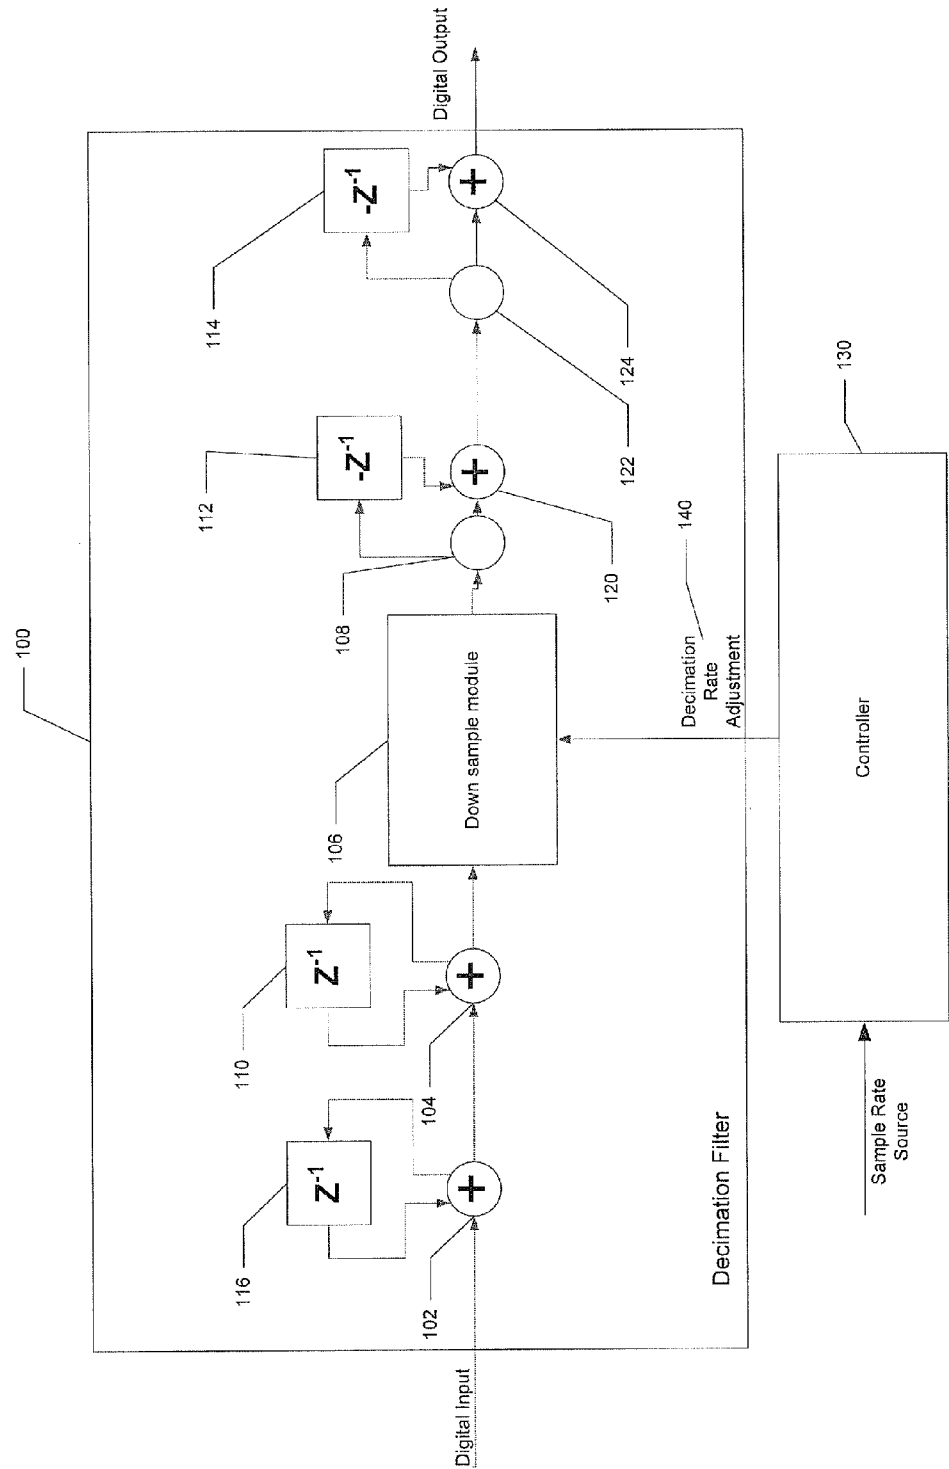 100
Digital Input
102
116
Z⁻¹
+
104
110
Z⁻¹
+
106
Down sample module
108
112
-Z⁻¹
+
120
114
-Z⁻¹
122
+
124
Digital Output
Decimation Filter
Decimation
Rate
Adjustment
140
130
Controller
Sample Rate
Source